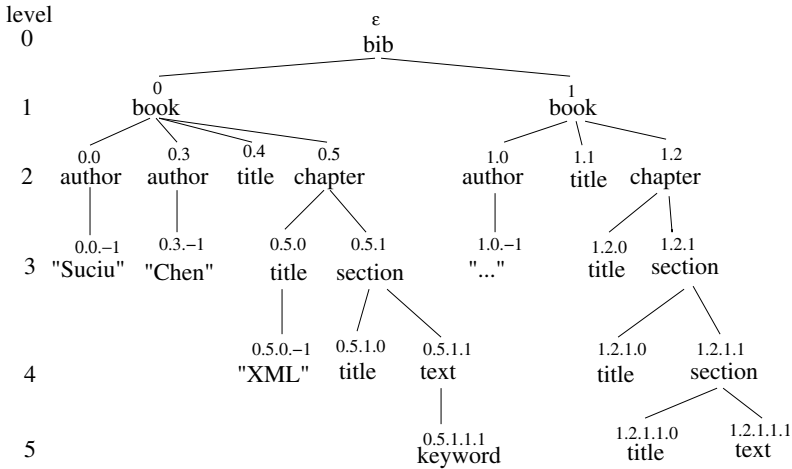 level
ε
0 bib
0 1
1 book book
0.0 0.3 0.4 0.5 1.0 1.1 1.2
2 author author title chapter author title chapter
0.0.−1 0.3.−1 0.5.0 0.5.1 1.0.−1 1.2.0 1.2.1
3 "Suciu" "Chen" title section "..." title section
0.5.0.−1 0.5.1.0 0.5.1.1 1.2.1.0 1.2.1.1
4 "XML" title text title section
0.5.1.1.1 1.2.1.1.0 1.2.1.1.1
5 keyword title text